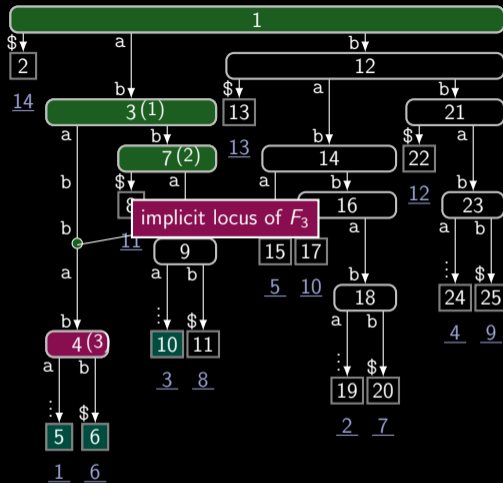 1
$ a b
2 12
14 b $ a b
3 (1) 13 21
a b 13 b $ a
7 (2) 14 22
b $ a a b 12 b
8 implicit locus of F3 16 23
b 11 a a b
9 15 17
a a b 5 10 b ⋮ $
18 24 25
b ⋮ $ a b 4 9
4 (3 10 11
a b 3 8 ⋮ $
19 20
⋮ $ 2 7
5 6
1 6